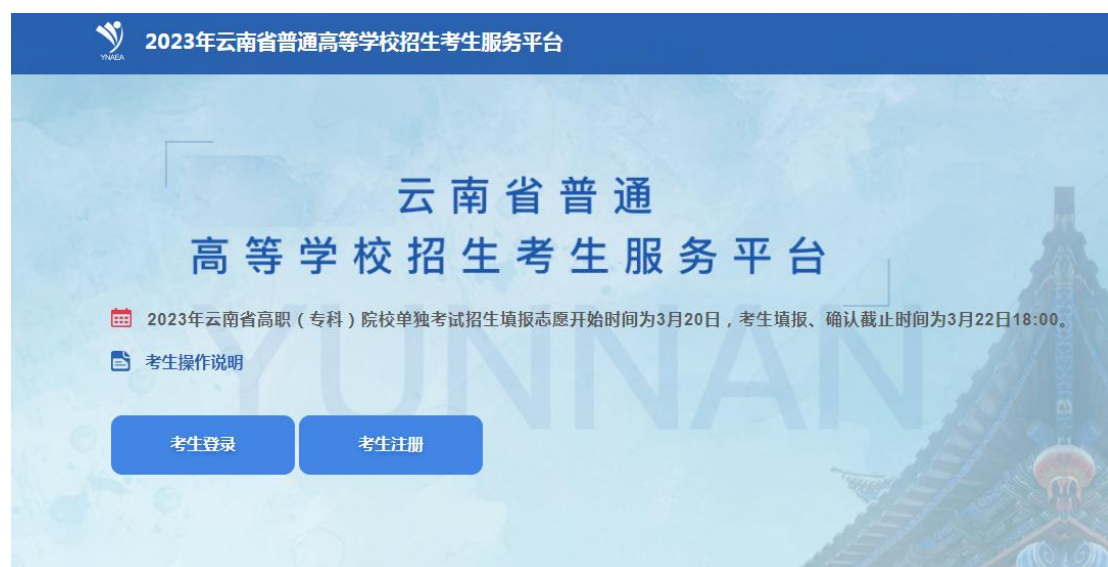 YNAEA
2023年云南省普通高等学校招生考生服务平台
云南省普通
高等学校招生考生服务平台
2023年云南省高职（专科）院校单独考试招生填报志愿开始时间为3月20日，考生填报、确认截止时间为3月22日18:00。
考生操作说明
YUNNAN
考生登录
考生注册